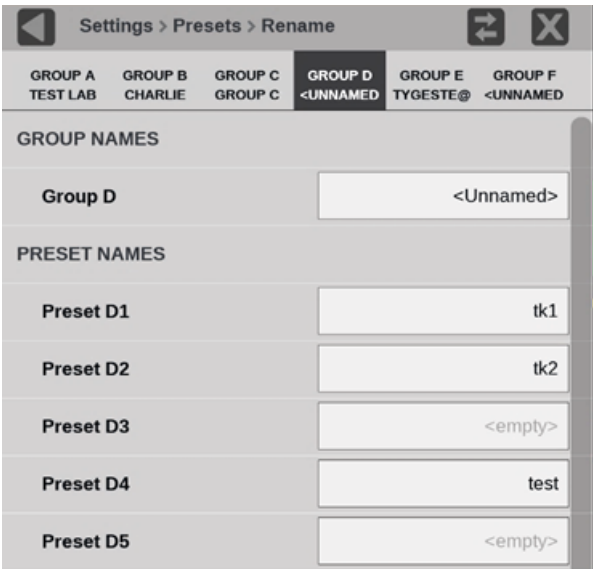 Settings > Presets > Rename
GROUP A GROUP B GROUP C GROUP D GROUP E GROUP F
TEST LAB CHARLIE GROUP C <UNNAMED TYGESTE@ <UNNAMED
GROUP NAMES
Group D <Unnamed>
PRESET NAMES
Preset D1 tk1
Preset D2 tk2
Preset D3 <empty>
Preset D4 test
Preset D5 <empty>